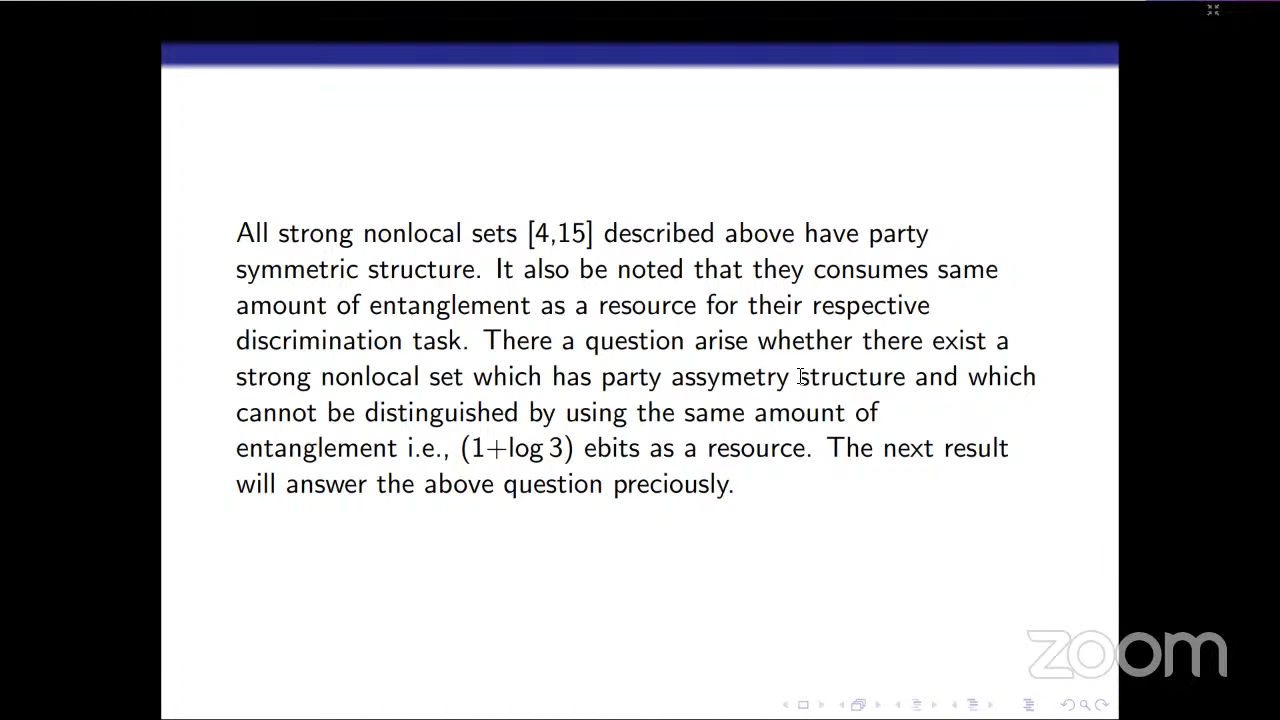 All strong nonlocal sets [4,15] described above have party
symmetric structure. It also be noted that they consumes same
amount of entanglement as a resource for their respective
discrimination task. There a question arise whether there exist a
strong nonlocal set which has party assymetry structure and which
cannot be distinguished by using the same amount of
entanglement i.e., (1+log 3) ebits as a resource. The next result
will answer the above question preciously.
zoom